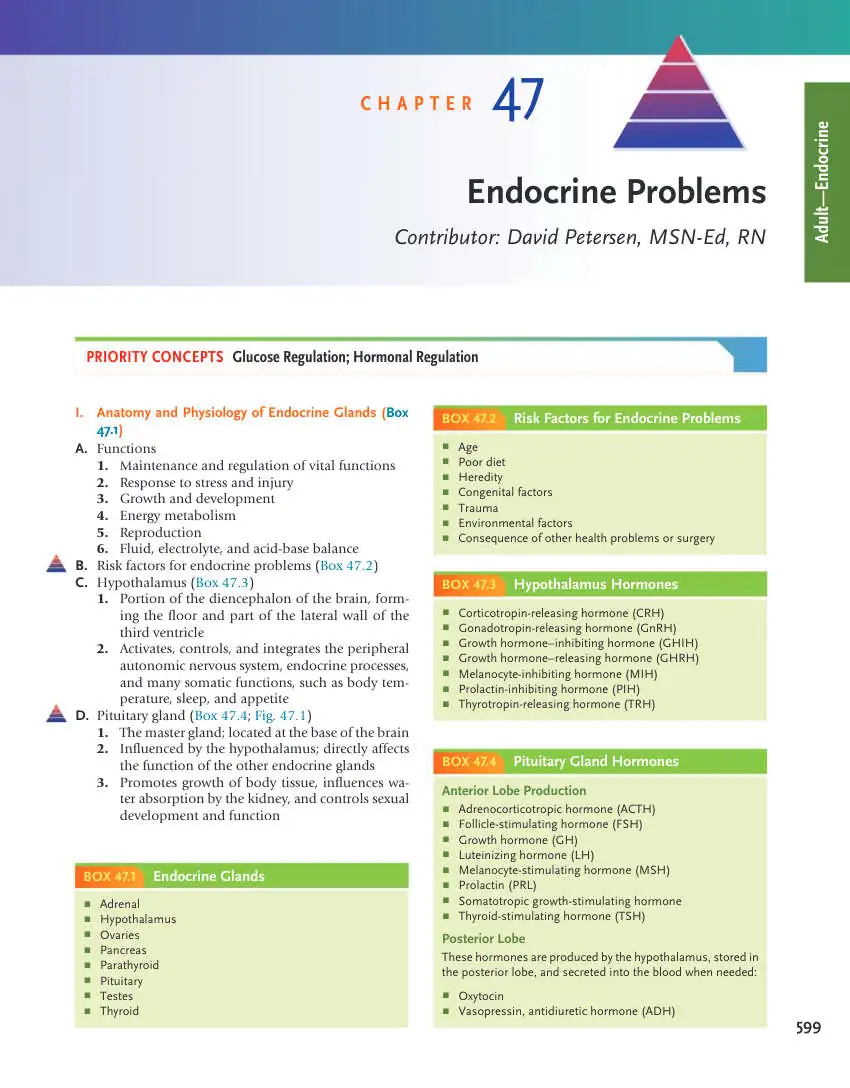 CHAPTER 47
Endocrine Problems
Contributor: David Petersen, MSN-Ed, RN
Adult—Endocrine
PRIORITY CONCEPTS Glucose Regulation; Hormonal Regulation
I. Anatomy and Physiology of Endocrine Glands (Box
47.1)
A. Functions
1. Maintenance and regulation of vital functions
2. Response to stress and injury
3. Growth and development
4. Energy metabolism
5. Reproduction
6. Fluid, electrolyte, and acid-base balance
B. Risk factors for endocrine problems (Box 47.2)
C. Hypothalamus (Box 47.3)
1. Portion of the diencephalon of the brain, form-
ing the floor and part of the lateral wall of the
third ventricle
2. Activates, controls, and integrates the peripheral
autonomic nervous system, endocrine processes,
and many somatic functions, such as body tem-
perature, sleep, and appetite
D. Pituitary gland (Box 47.4; Fig. 47.1)
1. The master gland; located at the base of the brain
2. Influenced by the hypothalamus; directly affects
the function of the other endocrine glands
3. Promotes growth of body tissue, influences wa-
ter absorption by the kidney, and controls sexual
development and function
BOX 47.1 Endocrine Glands
■ Adrenal
■ Hypothalamus
■ Ovaries
■ Pancreas
■ Parathyroid
■ Pituitary
■ Testes
■ Thyroid
BOX 47.2 Risk Factors for Endocrine Problems
■ Age
■ Poor diet
■ Heredity
■ Congenital factors
■ Trauma
■ Environmental factors
■ Consequence of other health problems or surgery
BOX 47.3 Hypothalamus Hormones
■ Corticotropin-releasing hormone (CRH)
■ Gonadotropin-releasing hormone (GnRH)
■ Growth hormone–inhibiting hormone (GHIH)
■ Growth hormone–releasing hormone (GHRH)
■ Melanocyte-inhibiting hormone (MIH)
■ Prolactin-inhibiting hormone (PIH)
■ Thyrotropin-releasing hormone (TRH)
BOX 47.4 Pituitary Gland Hormones
Anterior Lobe Production
■ Adrenocorticotropic hormone (ACTH)
■ Follicle-stimulating hormone (FSH)
■ Growth hormone (GH)
■ Luteinizing hormone (LH)
■ Melanocyte-stimulating hormone (MSH)
■ Prolactin (PRL)
■ Somatotropic growth-stimulating hormone
■ Thyroid-stimulating hormone (TSH)
Posterior Lobe
These hormones are produced by the hypothalamus, stored in
the posterior lobe, and secreted into the blood when needed:
■ Oxytocin
■ Vasopressin, antidiuretic hormone (ADH)
599